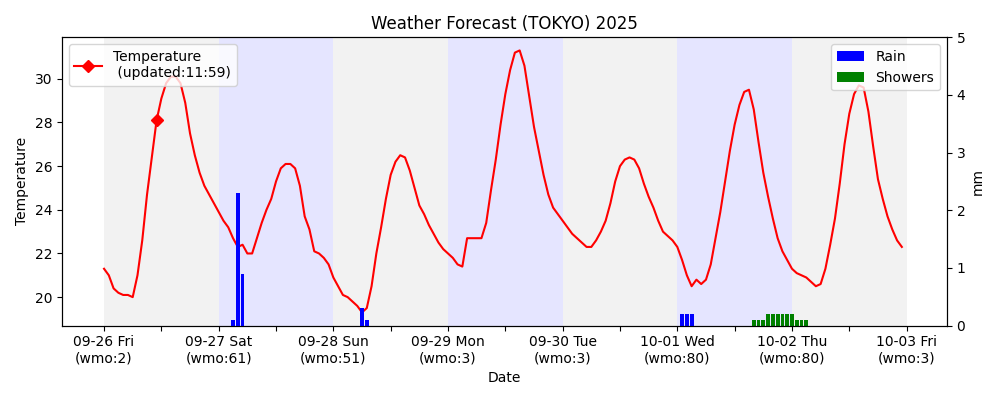 Weather Forecast (TOKYO) 2025
Temperature
(updated:11:59)
Rain
Showers
Temperature
30
28
26
24
22
20
5
4
3
2
1
0
mm
09-26 Fri
(wmo:2)
09-27 Sat
(wmo:61)
09-28 Sun
(wmo:51)
09-29 Mon
(wmo:3)
09-30 Tue
(wmo:3)
10-01 Wed
(wmo:80)
10-02 Thu
(wmo:80)
10-03 Fri
(wmo:3)
Date